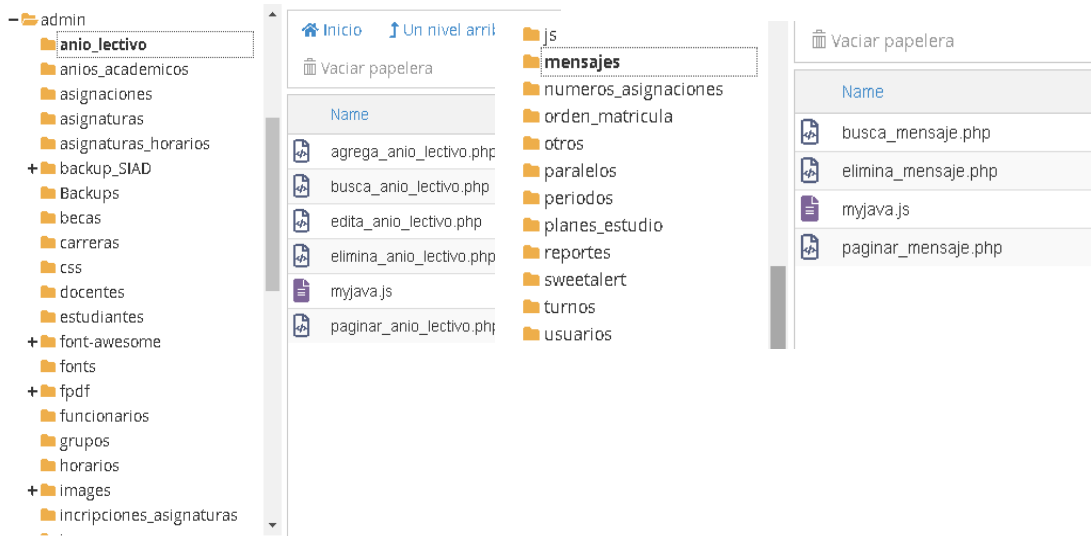 admin
anio_lectivo
anios_academicos
asignaciones
asignaturas
asignaturas_horarios
backup_SIAD
Backups
becas
carreras
css
docentes
estudiantes
font-awesome
fonts
fpdf
funcionarios
grupos
horarios
images
incripciones_asignaturas
Inicio Un nivel arrib
Vaciar papelera
Name
agrega_anio_lectivo.php
busca_anio_lectivo.php
edita_anio_lectivo.php
elimina_anio_lectivo.php
myjava.js
paginar_anio_lectivo.php
js
mensajes
numeros_asignaciones
orden_matricula
otros
paralelos
periodos
planes_estudio
reportes
sweetalert
turnos
usuarios
Vaciar papelera
Name
busca_mensaje.php
elimina_mensaje.php
myjava.js
paginar_mensaje.php